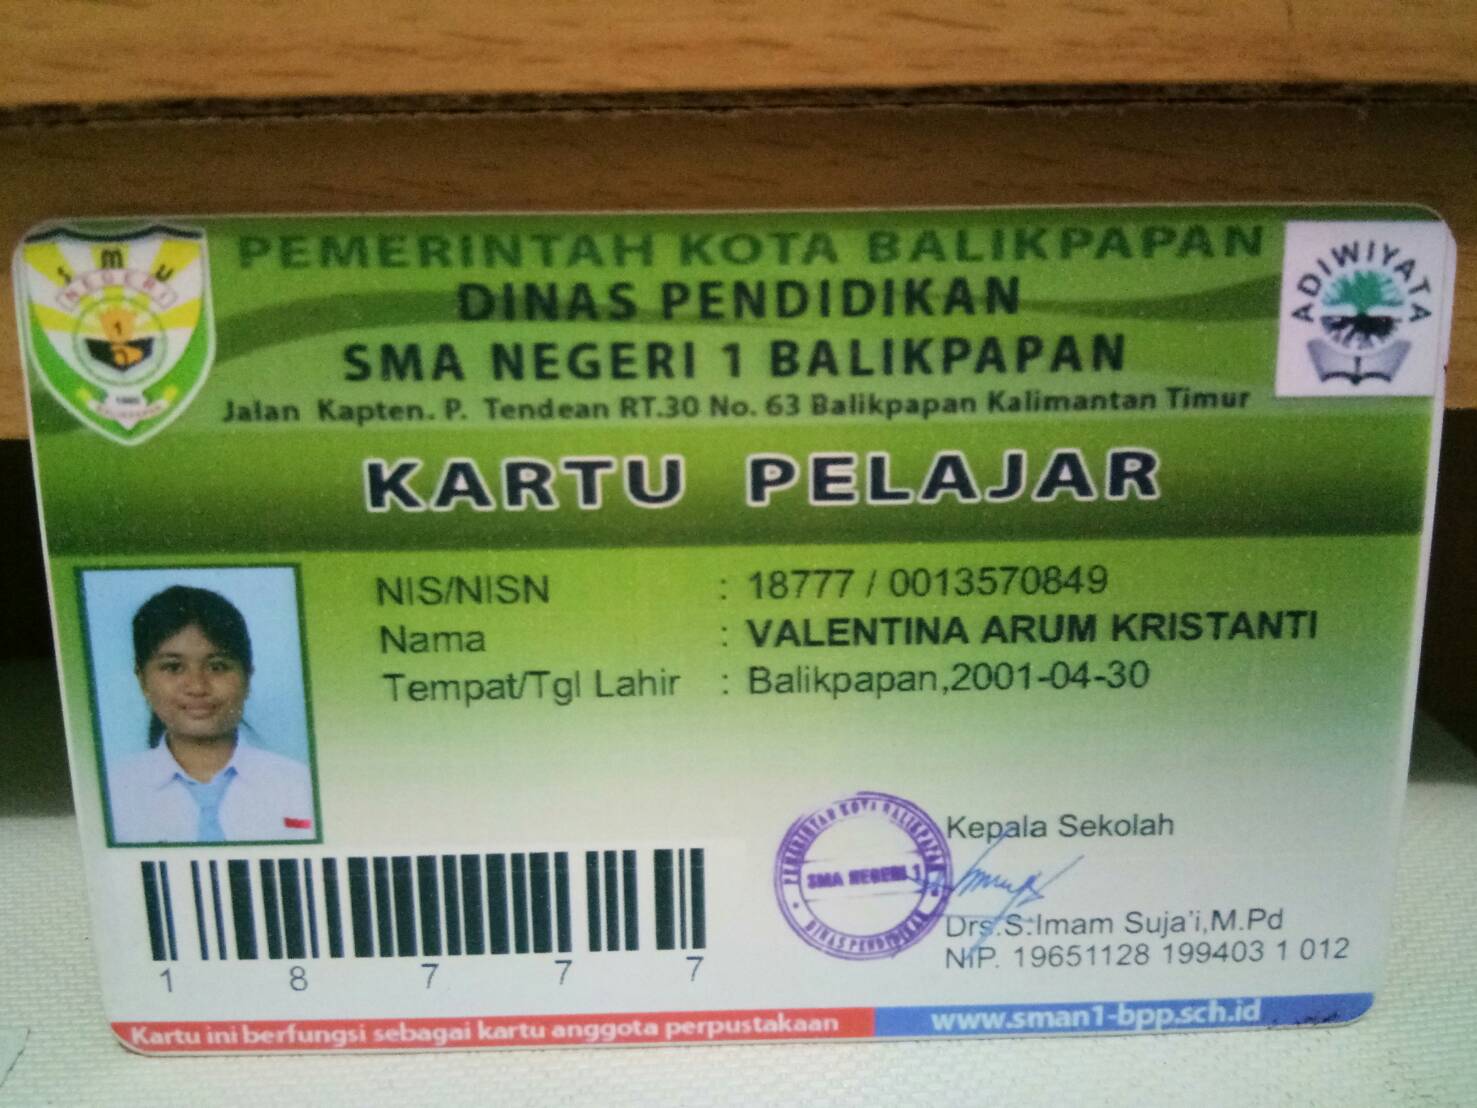 SMU
NEGERI
1
1965
BALIKPAPAN
PEMERINTAH KOTA BALIKPAPAN
DINAS PENDIDIKAN
SMA NEGERI 1 BALIKPAPAN
Jalan Kapten. P. Tendean RT.30 No. 63 Balikpapan Kalimantan Timur
ADIWIYATA
KARTU PELAJAR
NIS/NISN : 18777 / 0013570849
Nama : VALENTINA ARUM KRISTANTI
Tempat/Tgl Lahir : Balikpapan,2001-04-30
PEMERINTAH KOTA BALIKPAPAN
SMA NEGERI 1
DINAS PENDIDIKAN
Kepala Sekolah
Drs.S.Imam Suja'i,M.Pd
NIP. 19651128 199403 1 012
1 8 7 7 7
Kartu ini berfungsi sebagai kartu anggota perpustakaan
www.sman1-bpp.sch.id